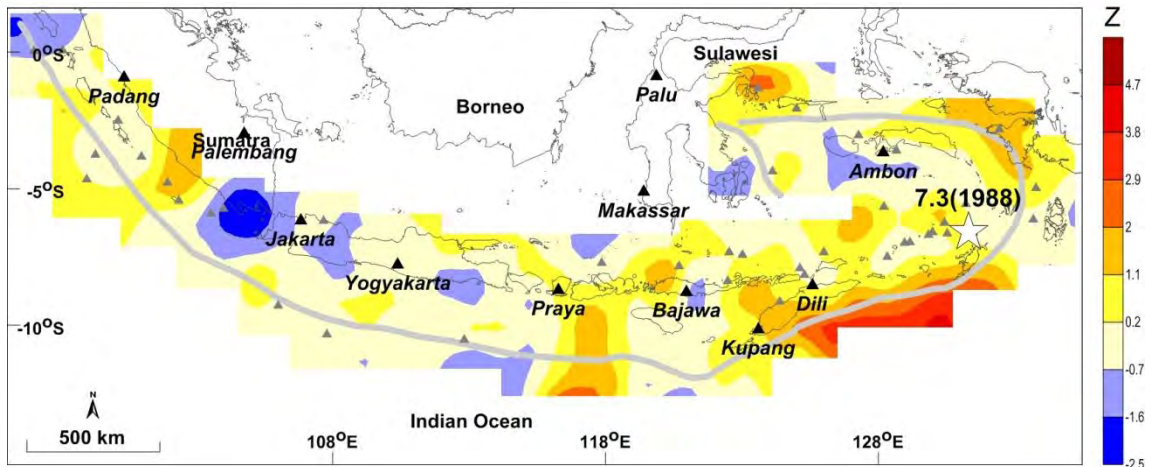 Z
0°S
Sulawesi
4.7
Padang
Palu
Borneo
3.8
Sumatra
Palembang
Ambon
2.9
-5°S
7.3(1988)
Makassar
2
Jakarta
Yogyakarta
1.1
Praya
Bajawa
Dili
0.2
-10°S
Kupang
-0.7
N
Indian Ocean
-1.6
500 km
108°E
118°E
128°E
-2.5